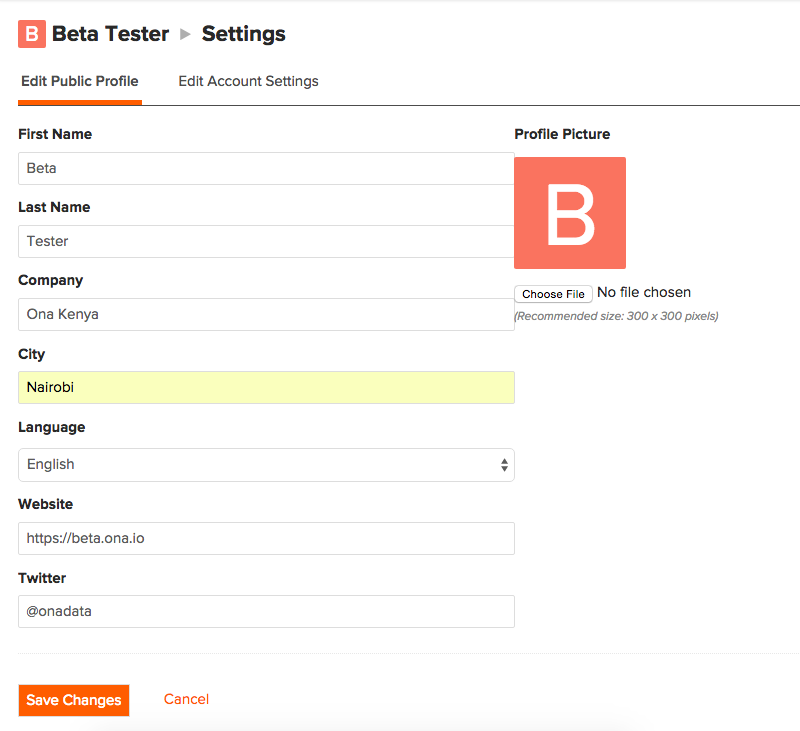 B Beta Tester ► Settings
Edit Public Profile Edit Account Settings
First Name
Beta
Last Name
Tester
Company
Ona Kenya
City
Nairobi
Language
English
Website
https://beta.ona.io
Twitter
@onadata
Profile Picture
B
Choose File No file chosen
(Recommended size: 300 x 300 pixels)
Save Changes Cancel